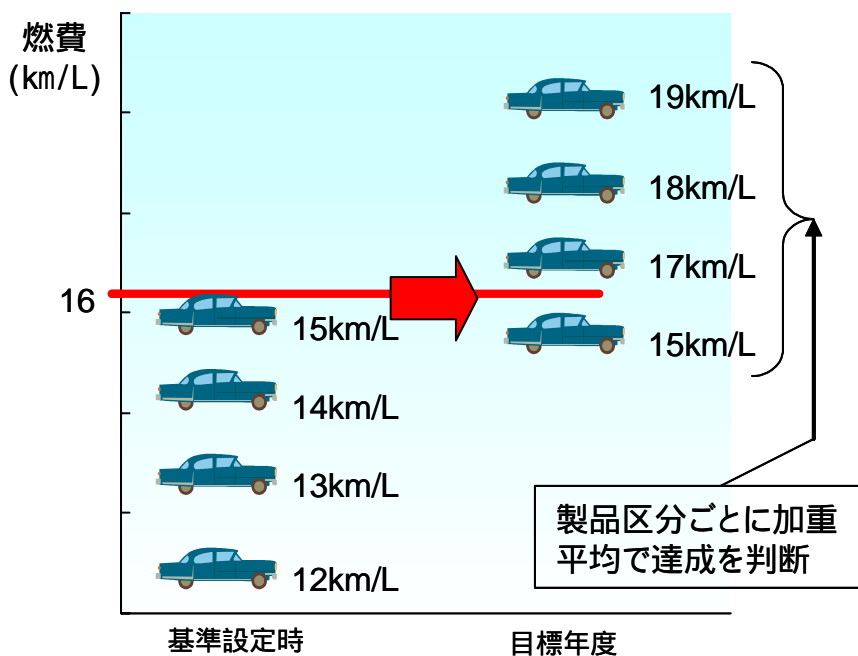 燃費
(km/L)
19km/L
18km/L
17km/L
16
15km/L
15km/L
14km/L
13km/L
12km/L
製品区分ごとに加重
平均で達成を判断
基準設定時
目標年度